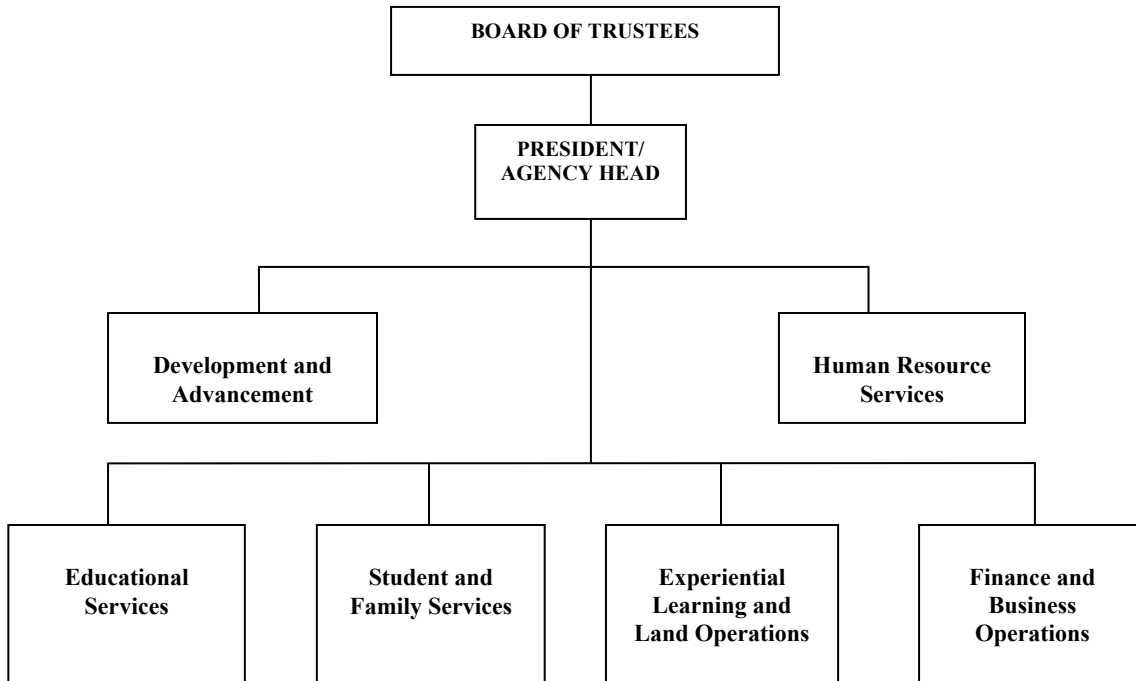 BOARD OF TRUSTEES
PRESIDENT/
AGENCY HEAD
Development and
Advancement
Human Resource
Services
Educational
Services
Student and
Family Services
Experiential
Learning and
Land Operations
Finance and
Business
Operations